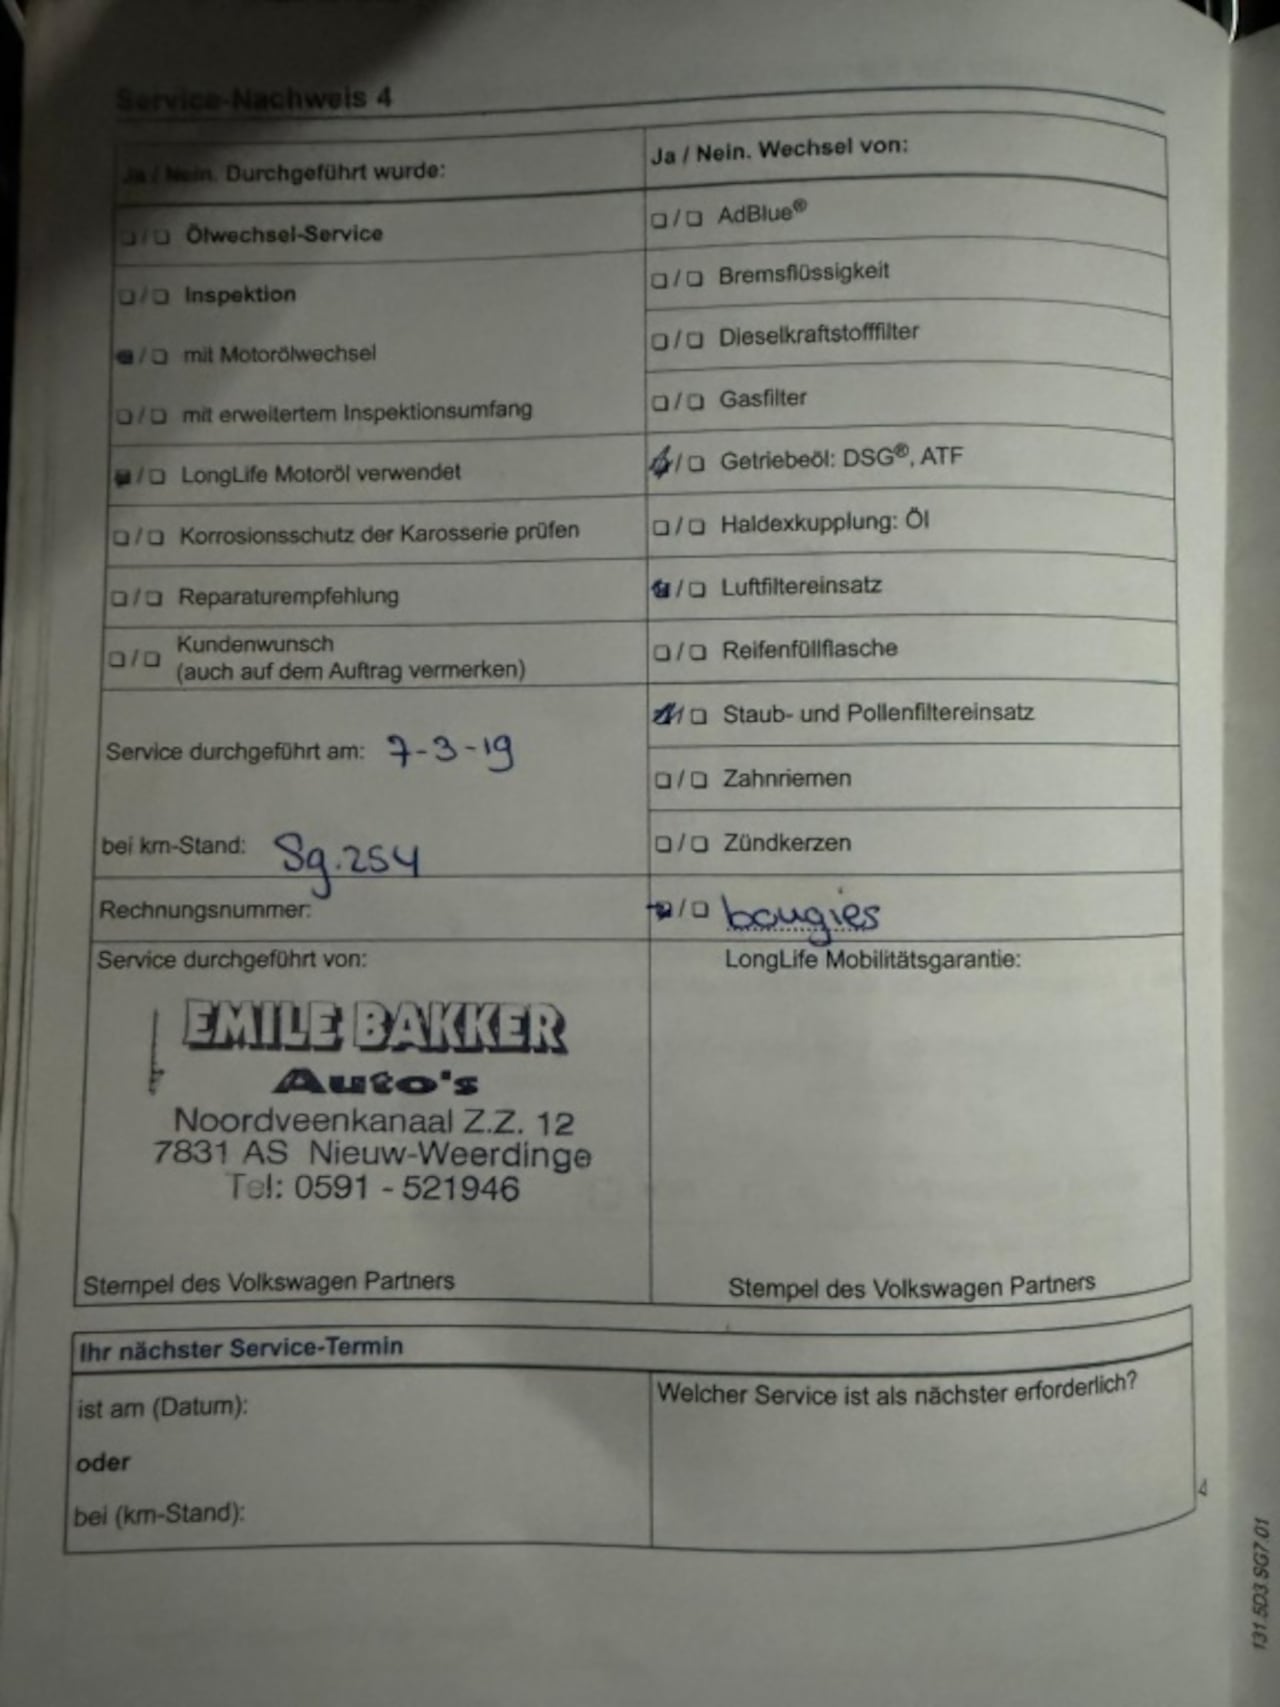 Service-Nachweis 4
Ja / Nein. Durchgeführt wurde:
❏ / ❏ Ölwechsel-Service
❏ / ❏ Inspektion
■ / ❏ mit Motorölwechsel
❏ / ❏ mit erweitertem Inspektionsumfang
■ / ❏ LongLife Motoröl verwendet
❏ / ❏ Korrosionsschutz der Karosserie prüfen
❏ / ❏ Reparaturempfehlung
❏ / ❏ Kundenwunsch
(auch auf dem Auftrag vermerken)
Service durchgeführt am: 7-3-19
bei km-Stand: 89.254
Rechnungsnummer:
Ja / Nein. Wechsel von:
❏ / ❏ AdBlue®
❏ / ❏ Bremsflüssigkeit
❏ / ❏ Dieselkraftstofffilter
❏ / ❏ Gasfilter
■ / ❏ Getriebeöl: DSG®, ATF
❏ / ❏ Haldexkupplung: Öl
■ / ❏ Luftfiltereinsatz
❏ / ❏ Reifenfüllflasche
■ / ❏ Staub- und Pollenfiltereinsatz
❏ / ❏ Zahnriemen
❏ / ❏ Zündkerzen
■ / ❏ bougies
Service durchgeführt von:
EMILE BAKKER
Auto's
Noordveenkanaal Z.Z. 12
7831 AS Nieuw-Weerdinge
Tel: 0591 - 521946
Stempel des Volkswagen Partners
LongLife Mobilitätsgarantie:
Stempel des Volkswagen Partners
Ihr nächster Service-Termin
ist am (Datum):
oder
bei (km-Stand):
Welcher Service ist als nächster erforderlich?
4
131.5D3.SG7.01